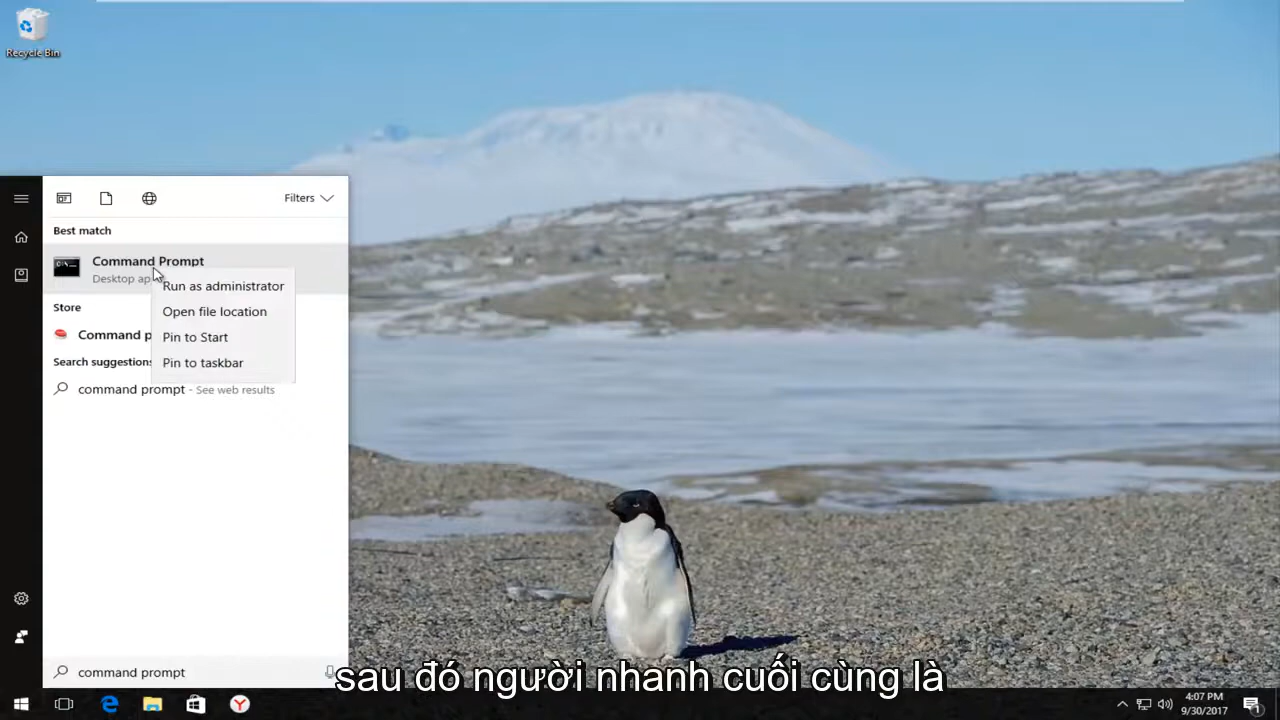 Recycle Bin
Filters
Best match
Command Prompt
Desktop ap
Run as administrator
Store
Open file location
Command p
Pin to Start
Search suggestions
Pin to taskbar
command prompt - See web results
command prompt
sau đó người nhanh cuối cùng là
4:07 PM
9/30/2017